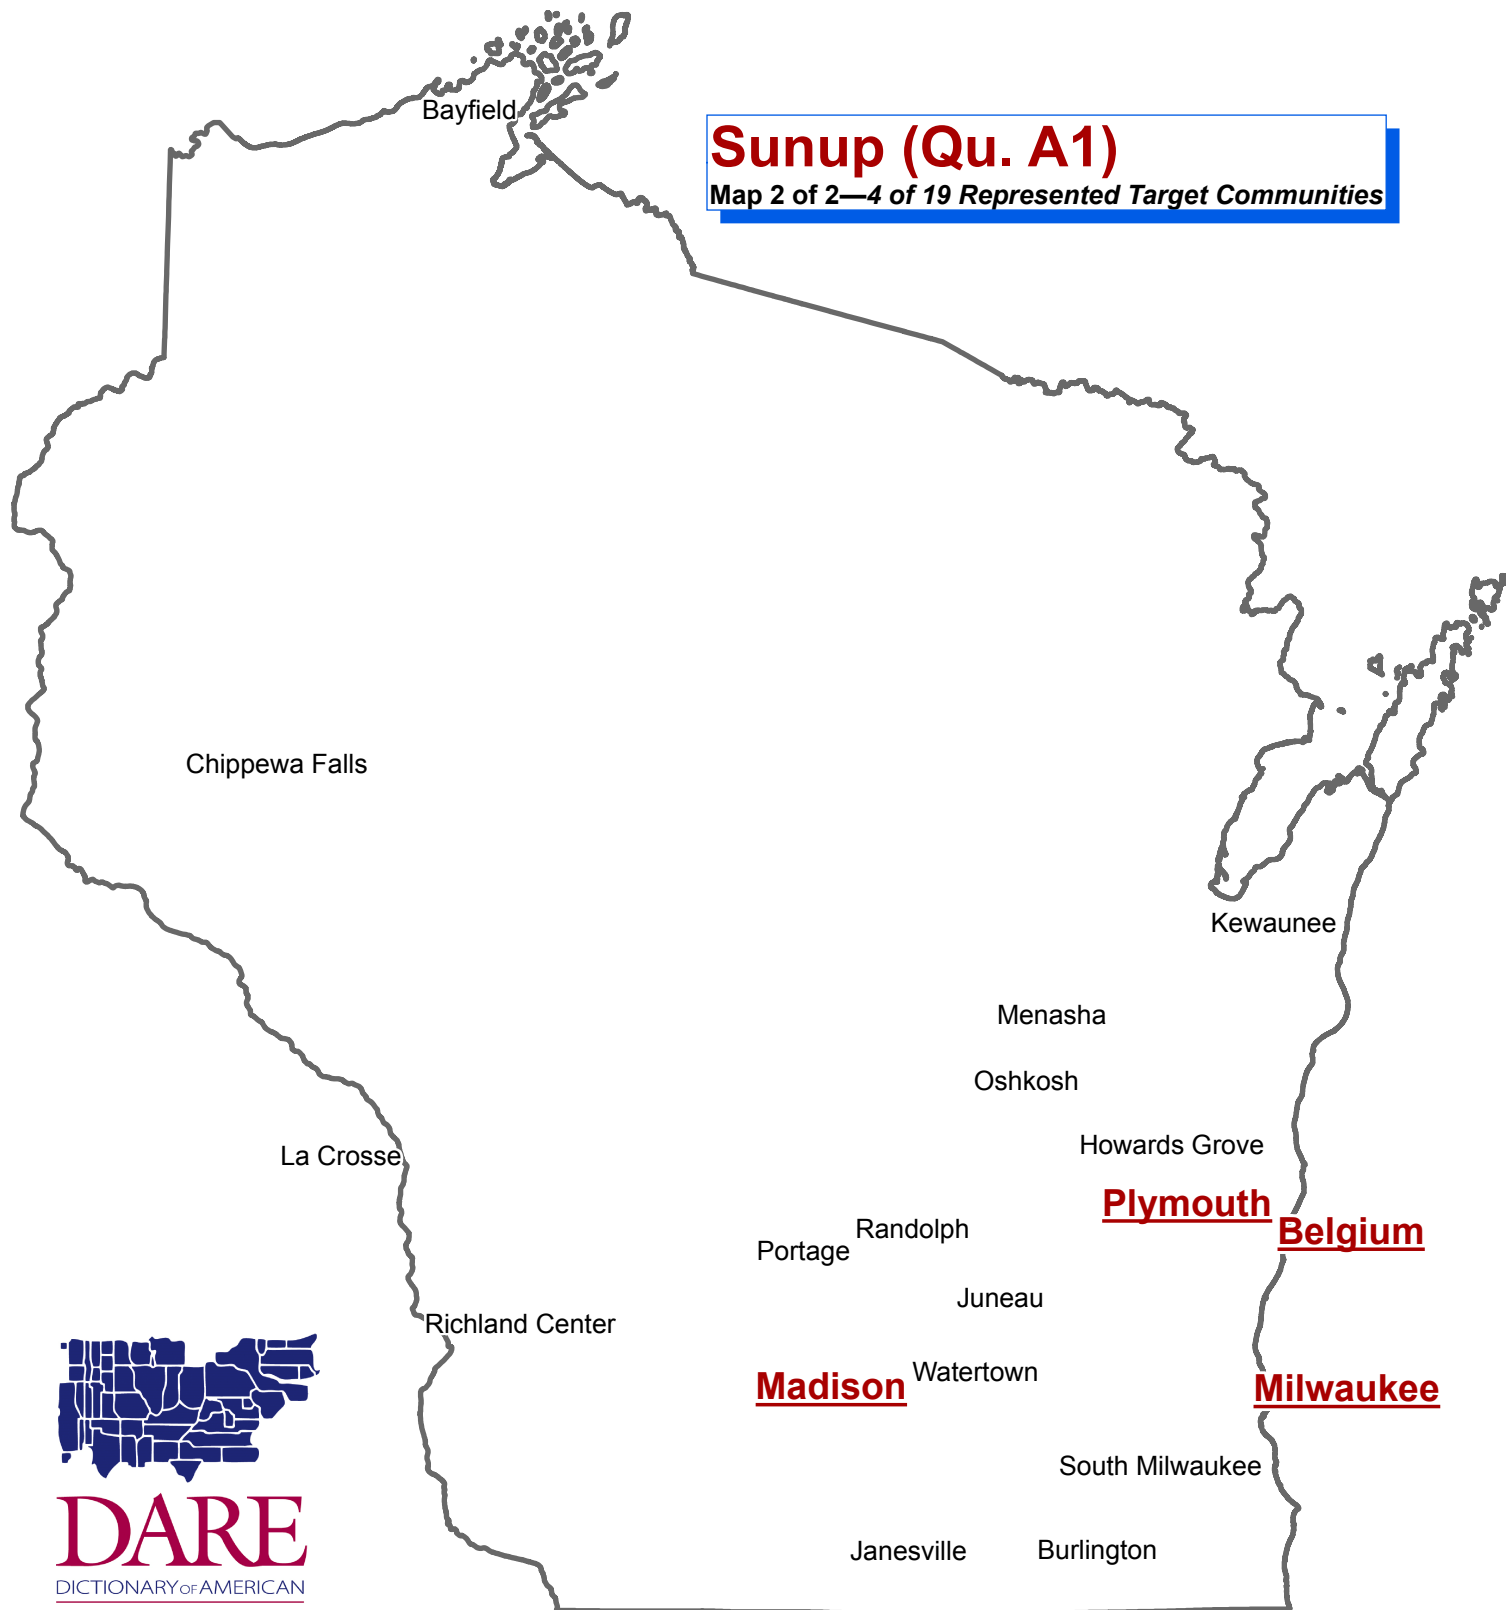 Bayfield
Sunup (Qu. A1)
Map 2 of 2—4 of 19 Represented Target Communities
Chippewa Falls
Kewaunee
Menasha
Oshkosh
Howards Grove
La Crosse
Plymouth
Belgium
Randolph
Portage
Juneau
Richland Center
Watertown
Madison
Milwaukee
South Milwaukee
Janesville
Burlington
DARE
DICTIONARY OF AMERICAN